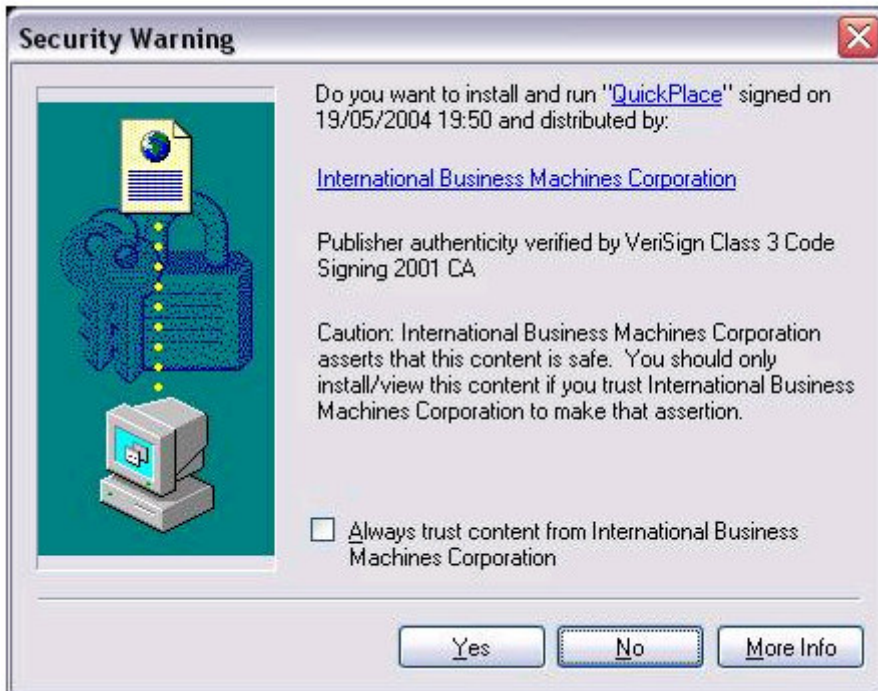 Security Warning
Do you want to install and run "QuickPlace" signed on
19/05/2004 19:50 and distributed by:
International Business Machines Corporation
Publisher authenticity verified by VeriSign Class 3 Code
Signing 2001 CA
Caution: International Business Machines Corporation
asserts that this content is safe.  You should only
install/view this content if you trust International Business
Machines Corporation to make that assertion.
Always trust content from International Business
Machines Corporation
Yes
No
More Info